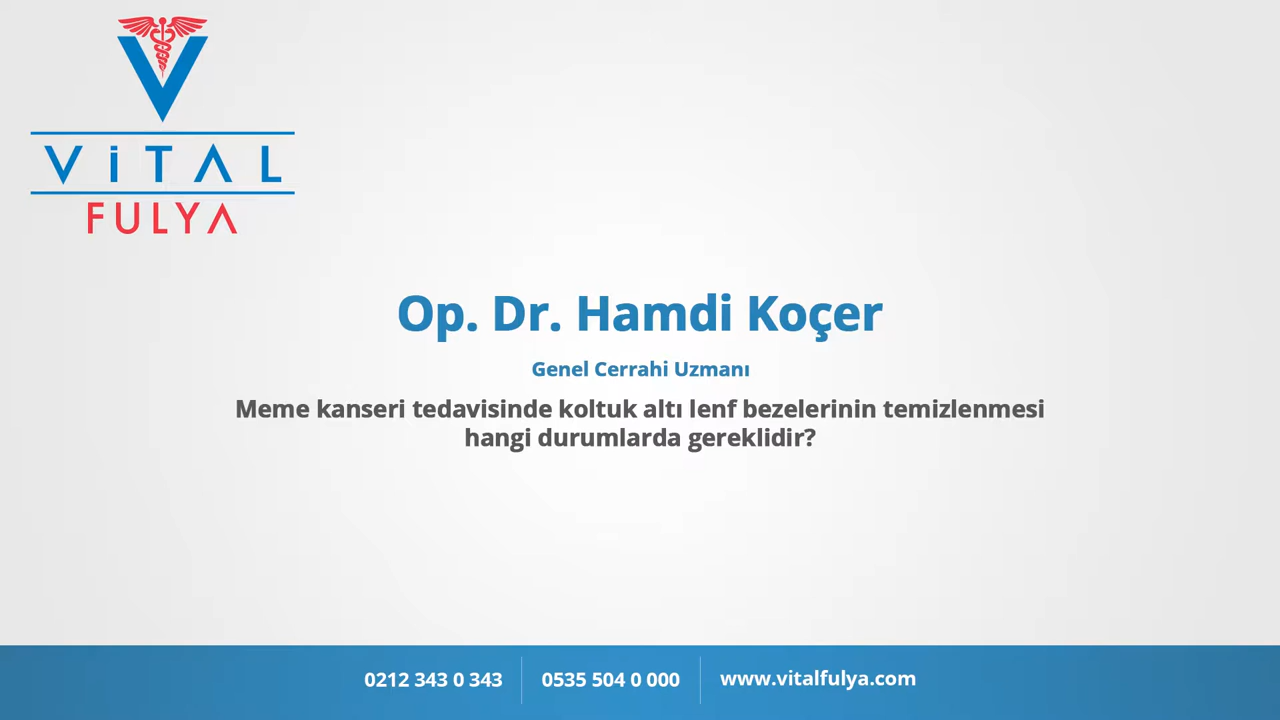 VİTAL
FULYA
Op. Dr. Hamdi Koçer
Genel Cerrahi Uzmanı
Meme kanseri tedavisinde koltuk altı lenf bezelerinin temizlenmesi
hangi durumlarda gereklidir?
0212 343 0 343
0535 504 0 000
www.vitalfulya.com